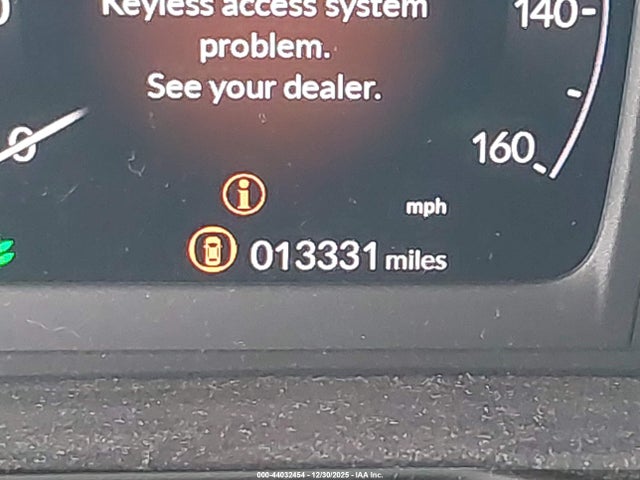 Keyless access system
problem.
See your dealer.
140
160
0
mph
013331 miles
000-44032454 - 12/30/2025 - IAA Inc.